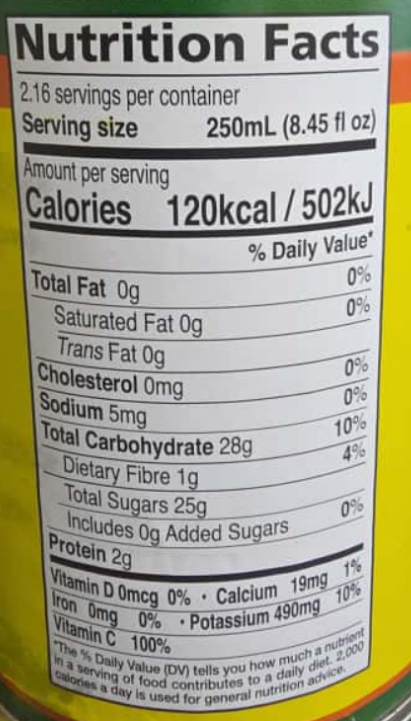 Nutrition Facts
2.16 servings per container
Serving size 250mL (8.45 fl oz)
Amount per serving
Calories 120kcal / 502kJ
% Daily Value*
Total Fat 0g 0%
Saturated Fat 0g 0%
Trans Fat 0g
Cholesterol 0mg 0%
Sodium 5mg 0%
Total Carbohydrate 28g 10%
Dietary Fibre 1g 4%
Total Sugars 25g
Includes 0g Added Sugars 0%
Protein 2g
Vitamin D 0mcg 0% • Calcium 19mg 1%
Iron 0mg 0% • Potassium 490mg 10%
Vitamin C 100%
*The % Daily Value (DV) tells you how much a nutrient
in a serving of food contributes to a daily diet. 2,000
calories a day is used for general nutrition advice.